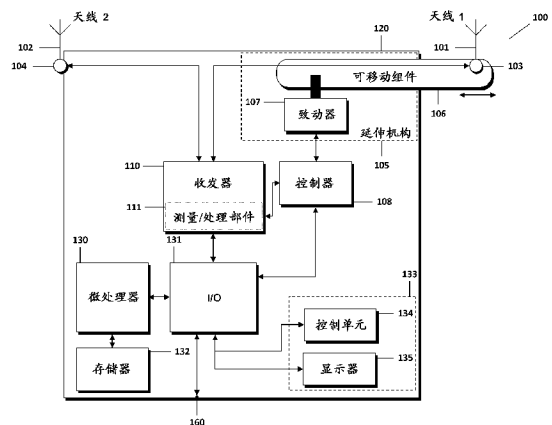 天线 2
天线 1
100
102
120
101
104
103
可移动组件
107
106
致动器
延伸机构
105
110
收发器
控制器
111
测量/处理部件
108
130
131
133
微处理器
I/O
控制单元
134
存储器
132
显示器
135
160